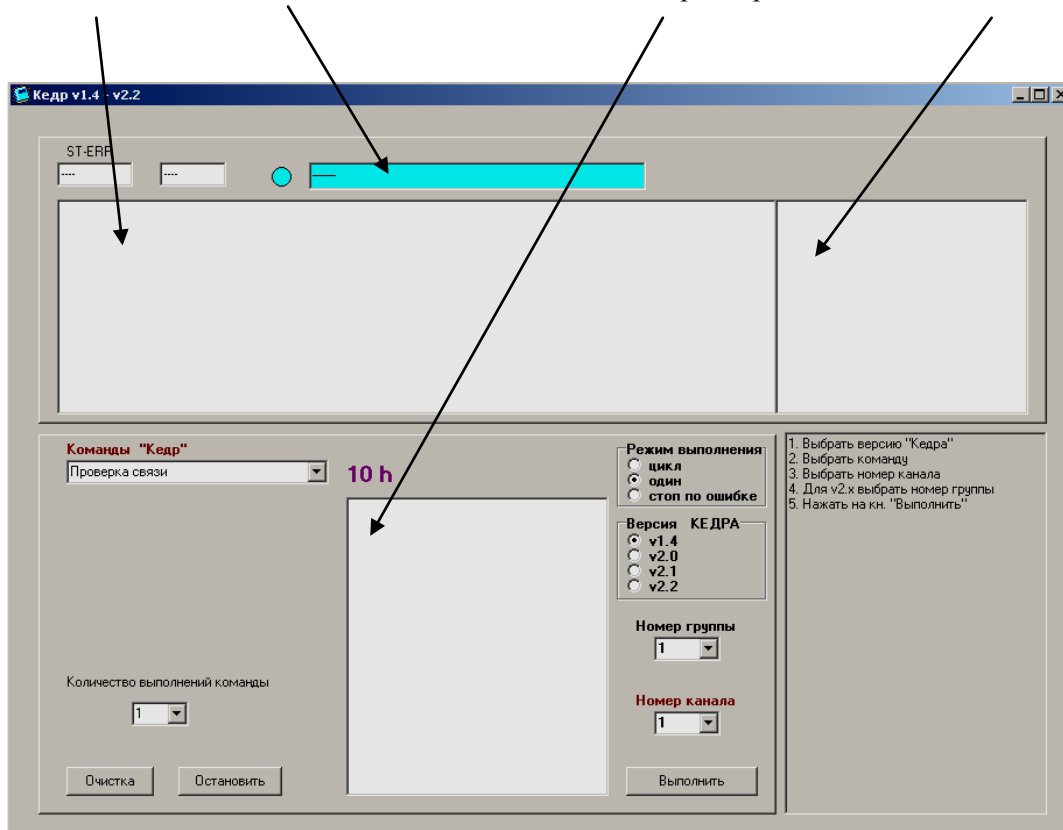 Кедр v1.4 - v2.2
ST-ERR
----
----
Команды "Кедр"
Проверка связи
10 h
Режим выполнения
цикл
один
стоп по ошибке
Версия КЕДРА
v1.4
v2.0
v2.1
v2.2
Номер группы
1
Количество выполнений команды
1
Номер канала
1
Очистка
Остановить
Выполнить
1. Выбрать версию "Кедра"
2. Выбрать команду
3. Выбрать номер канала
4. Для v2.x выбрать номер группы
5. Нажать на кн. "Выполнить"